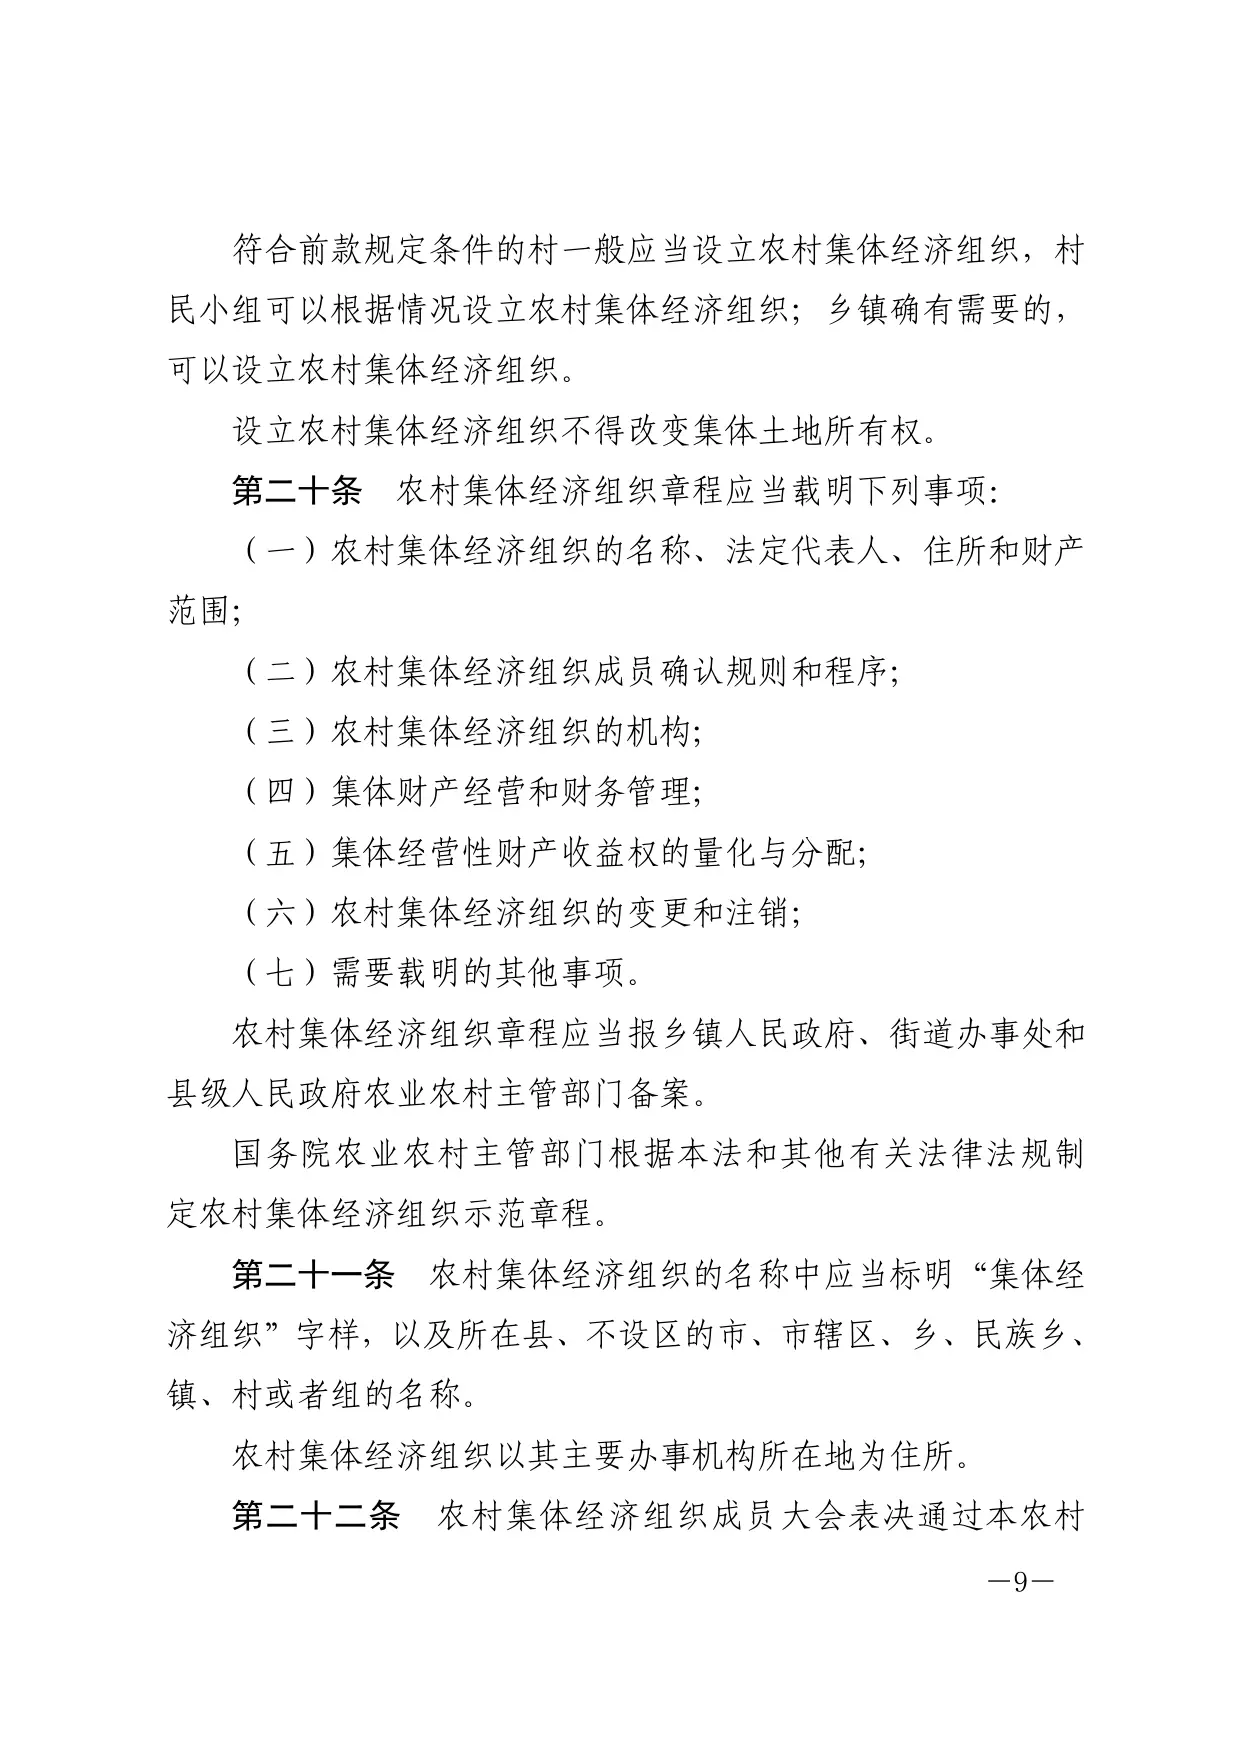 符合前款规定条件的村一般应当设立农村集体经济组织，村
民小组可以根据情况设立农村集体经济组织；乡镇确有需要的，
可以设立农村集体经济组织。
设立农村集体经济组织不得改变集体土地所有权。
第二十条　农村集体经济组织章程应当载明下列事项：
（一）农村集体经济组织的名称、法定代表人、住所和财产
范围；
（二）农村集体经济组织成员确认规则和程序；
（三）农村集体经济组织的机构；
（四）集体财产经营和财务管理；
（五）集体经营性财产收益权的量化与分配；
（六）农村集体经济组织的变更和注销；
（七）需要载明的其他事项。
农村集体经济组织章程应当报乡镇人民政府、街道办事处和
县级人民政府农业农村主管部门备案。
国务院农业农村主管部门根据本法和其他有关法律法规制
定农村集体经济组织示范章程。
第二十一条　农村集体经济组织的名称中应当标明“集体经
济组织”字样，以及所在县、不设区的市、市辖区、乡、民族乡、
镇、村或者组的名称。
农村集体经济组织以其主要办事机构所在地为住所。
第二十二条　农村集体经济组织成员大会表决通过本农村
—9—